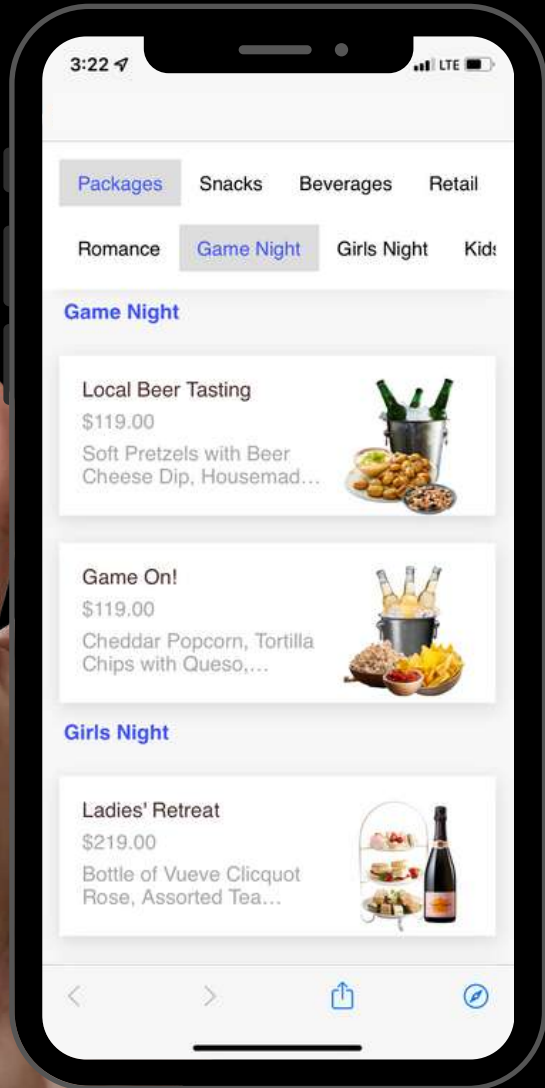 3:22 LTE
Packages Snacks Beverages Retail
Romance Game Night Girls Night Kids
Game Night
Local Beer Tasting
$119.00
Soft Pretzels with Beer
Cheese Dip, Housemad...
Game On!
$119.00
Cheddar Popcorn, Tortilla
Chips with Queso,...
Girls Night
Ladies' Retreat
$219.00
Bottle of Vueve Clicquot
Rose, Assorted Tea...